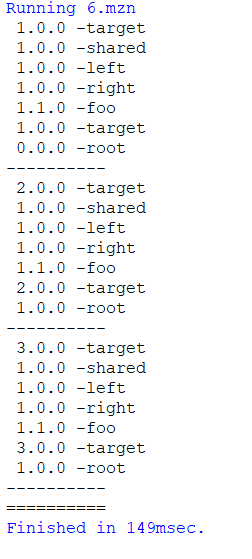 Running 6.mzn
1.0.0 -target
1.0.0 -shared
1.0.0 -left
1.0.0 -right
1.1.0 -foo
1.0.0 -target
0.0.0 -root
----------
2.0.0 -target
1.0.0 -shared
1.0.0 -left
1.0.0 -right
1.1.0 -foo
2.0.0 -target
1.0.0 -root
----------
3.0.0 -target
1.0.0 -shared
1.0.0 -left
1.0.0 -right
1.1.0 -foo
3.0.0 -target
1.0.0 -root
----------
==========
Finished in 149msec.